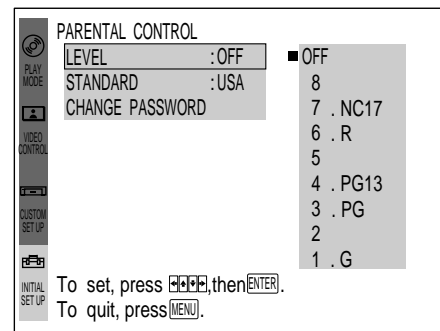 PARENTAL CONTROL
LEVEL :OFF
STANDARD :USA
CHANGE PASSWORD
OFF
8
7 . NC17
6 . R
5
4 . PG13
3 . PG
2
1 . G
PLAY
MODE
VIDEO
CONTROL
CUSTOM
SET UP
INITIAL
SET UP
To set, press ,then ENTER.
To quit, press MENU.